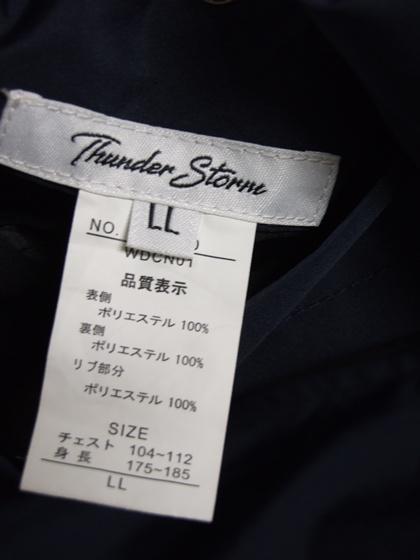 Thunder Storm
LL
NO.
WDCN01
品質表示
表側
ポリエステル 100%
裏側
ポリエステル 100%
リブ部分
ポリエステル 100%
SIZE
チェスト 104~112
身長 175~185
LL